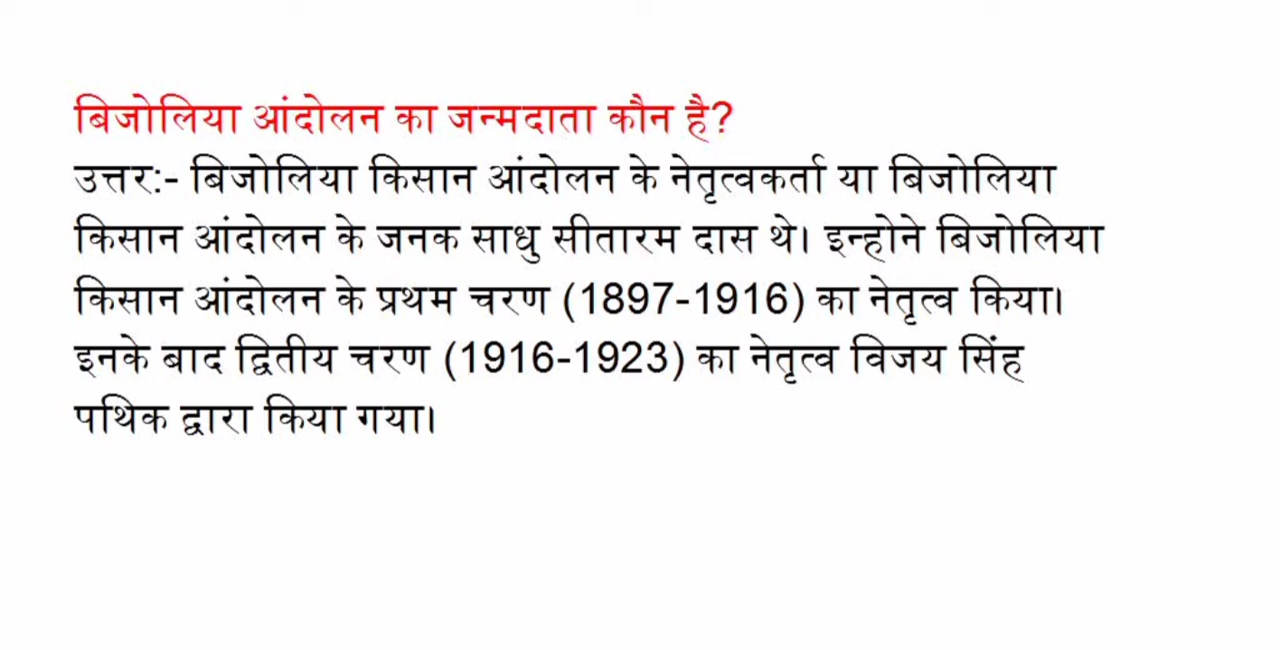 बिजोलिया आंदोलन का जन्मदाता कौन है?
उत्तर:- बिजोलिया किसान आंदोलन के नेतृत्वकर्ता या बिजोलिया
किसान आंदोलन के जनक साधु सीतारम दास थे। इन्होने बिजोलिया
किसान आंदोलन के प्रथम चरण (1897-1916) का नेतृत्व किया।
इनके बाद द्वितीय चरण (1916-1923) का नेतृत्व विजय सिंह
पथिक द्वारा किया गया।